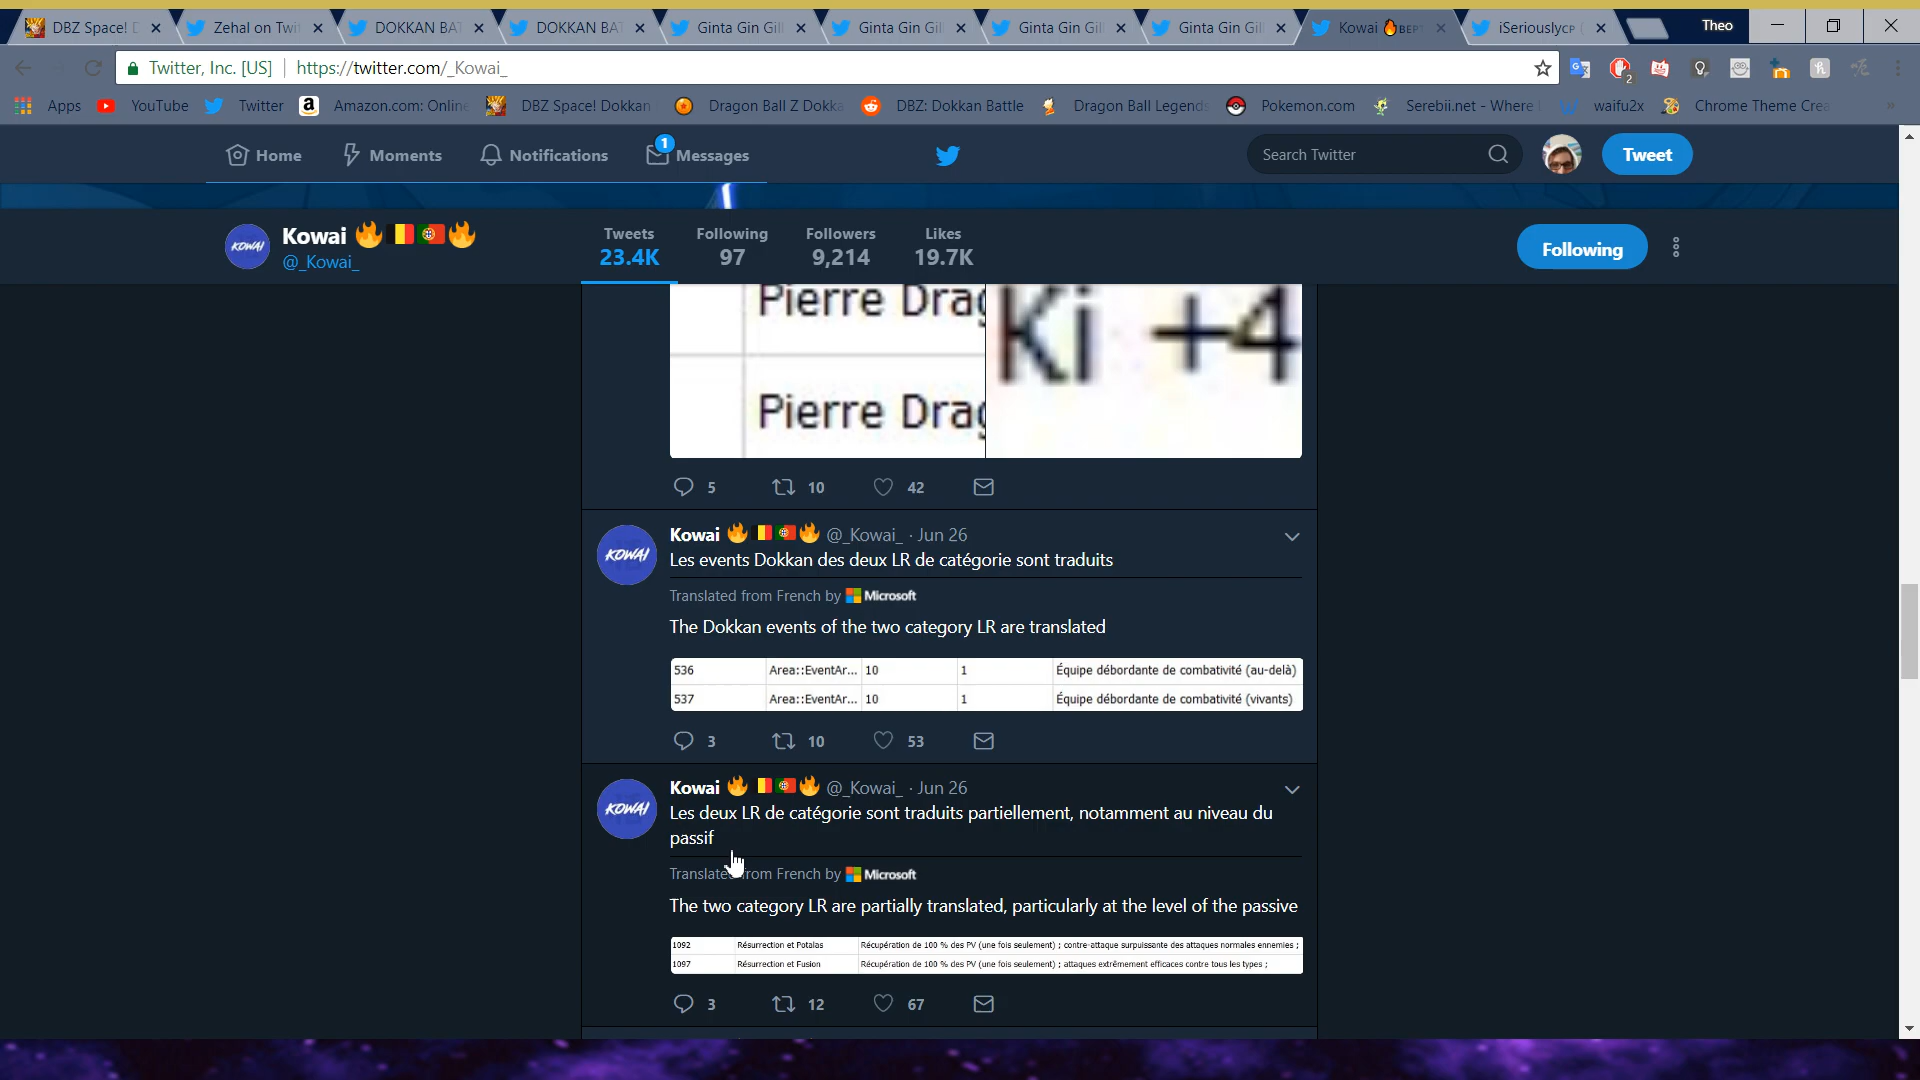 DBZ Space! D
Zehal on Twi
DOKKAN BA
DOKKAN BA
Ginta Gin Gil
Ginta Gin Gil
Ginta Gin Gil
Ginta Gin Gil
Kowai
iSeriouslyCP
Theo
Twitter, Inc. [US] https://twitter.com/_Kowai_
2
Apps YouTube Twitter Amazon.com: Online DBZ Space! Dokkan Dragon Ball Z Dokka DBZ: Dokkan Battle Dragon Ball Legends Pokemon.com Serebii.net - Where waifu2x Chrome Theme Crea »
Home Moments Notifications 1 Messages Search Twitter Tweet
KOWAI
Kowai 🔥🇧🇪🇵🇹🔥
@_Kowai_
Tweets Following Followers Likes
23.4K 97 9,214 19.7K
Following
Pierre Drag
Ki +4
Pierre Drag
5 10 42
KOWAI
Kowai 🔥🇧🇪🇵🇹🔥 @_Kowai_ · Jun 26
Les events Dokkan des deux LR de catégorie sont traduits
Translated from French by Microsoft
The Dokkan events of the two category LR are translated
536 Area::EventAr... 10 1 Équipe débordante de combativité (au-delà)
537 Area::EventAr... 10 1 Équipe débordante de combativité (vivants)
3 10 53
KOWAI
Kowai 🔥🇧🇪🇵🇹🔥 @_Kowai_ · Jun 26
Les deux LR de catégorie sont traduits partiellement, notamment au niveau du
passif
Translated from French by Microsoft
The two category LR are partially translated, particularly at the level of the passive
1092 Résurrection et Potalas Récupération de 100 % des PV (une fois seulement) ; contre-attaque surpuissante des attaques normales ennemies ;
1097 Résurrection et Fusion Récupération de 100 % des PV (une fois seulement) ; attaques extrêmement efficaces contre tous les types ;
3 12 67